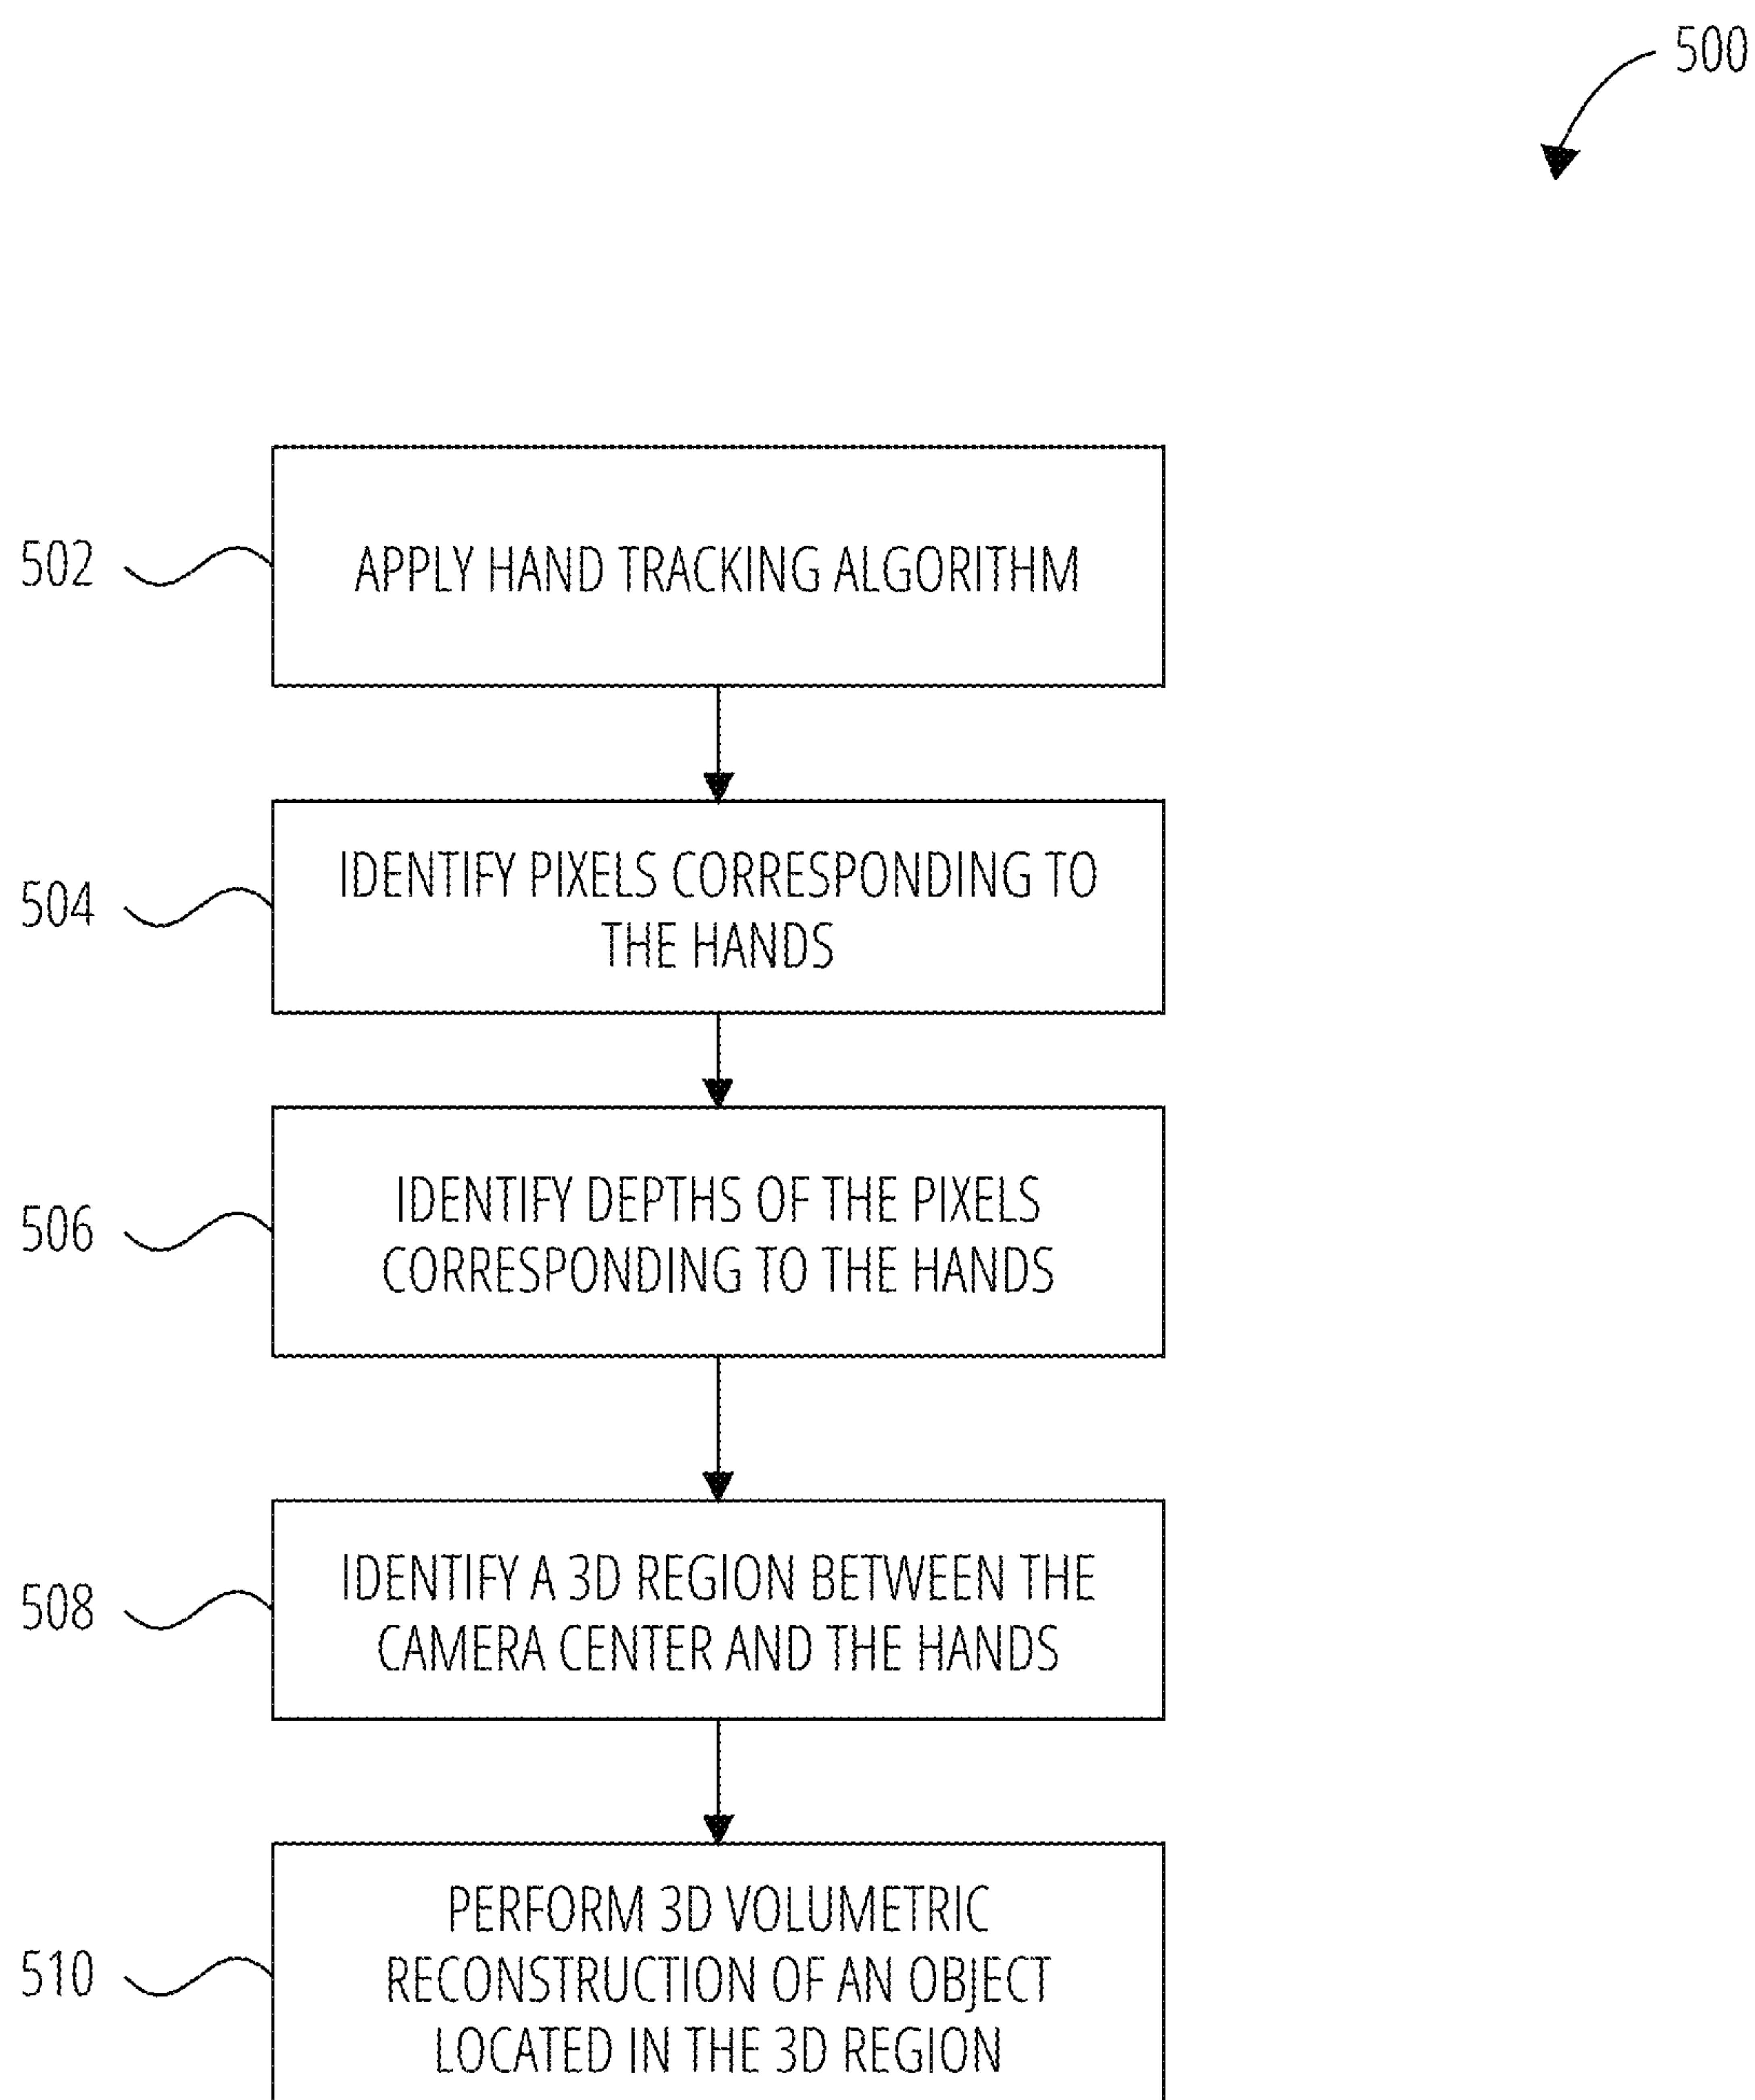 500
502
APPLY HAND TRACKING ALGORITHM
504
IDENTIFY PIXELS CORRESPONDING TO
THE HANDS
506
IDENTIFY DEPTHS OF THE PIXELS
CORRESPONDING TO THE HANDS
508
IDENTIFY A 3D REGION BETWEEN THE
CAMERA CENTER AND THE HANDS
510
PERFORM 3D VOLUMETRIC
RECONSTRUCTION OF AN OBJECT
LOCATED IN THE 3D REGION